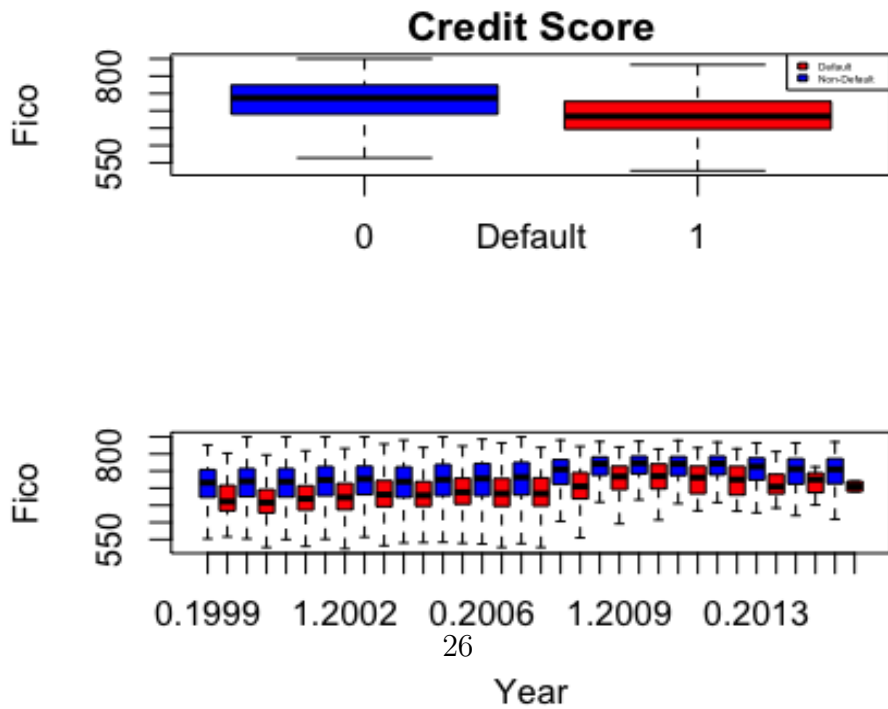 Credit Score
Fico
800
550
Default
Non-Default
0 Default 1
Fico
800
550
0.1999 1.2002 0.2006 1.2009 0.2013
26
Year